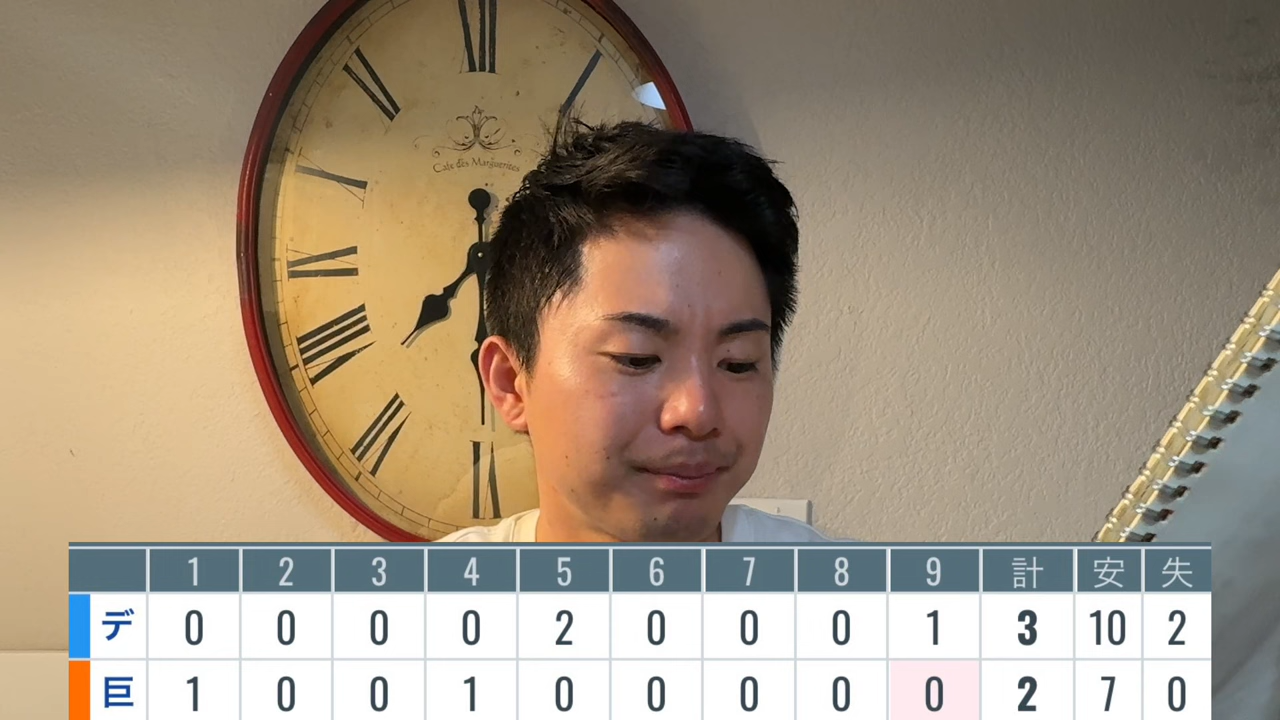 Cafe des Marguerites
1 2 3 4 5 6 7 8 9 計 安 失
デ 0 0 0 0 2 0 0 0 1 3 10 2
巨 1 0 0 1 0 0 0 0 0 2 7 0